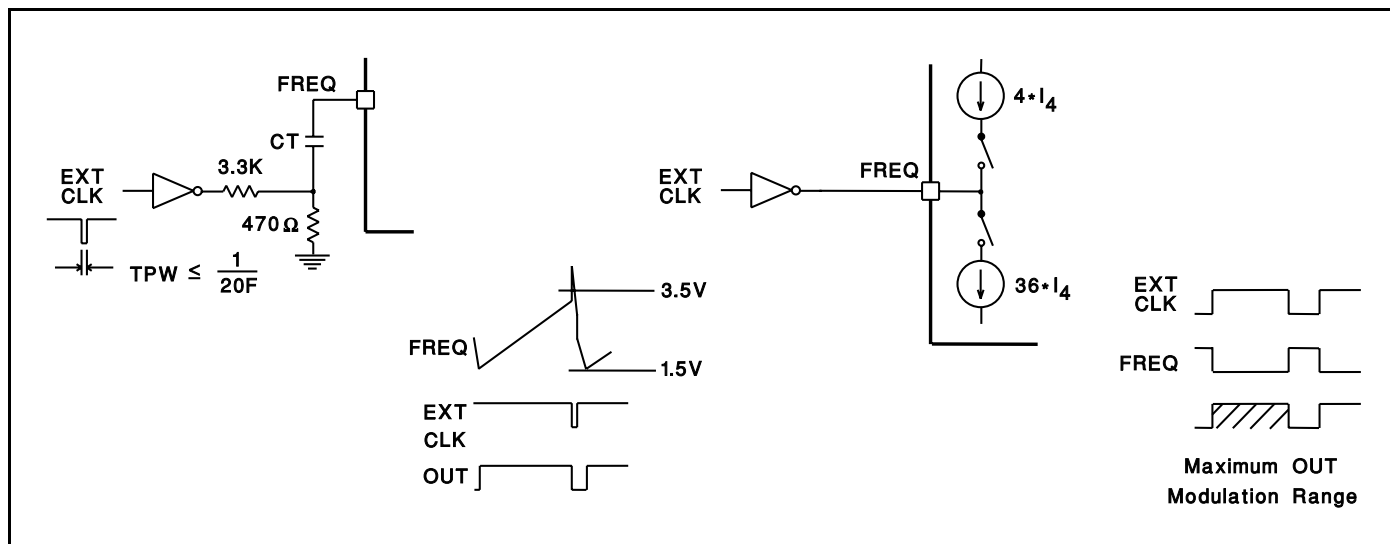 FREQ
CT
EXT
CLK
3.3K
470Ω
TPW ≤ 1/20F
FREQ
3.5V
1.5V
EXT
CLK
OUT
EXT
CLK
FREQ
4*I4
36*I4
EXT
CLK
FREQ
Maximum OUT
Modulation Range